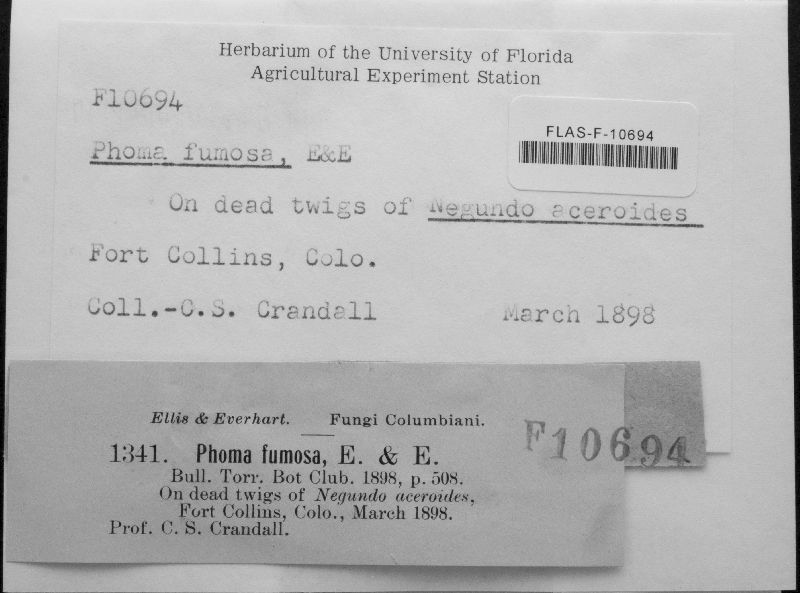 Herbarium of the University of Florida
Agricultural Experiment Station
F10694
FLAS-F-10694
Phoma fumosa, E&E
On dead twigs of Negundo aceroides
Fort Collins, Colo.
Coll.-C.S. Crandall March 1898
Ellis & Everhart. Fungi Columbiani.
F10694
1341. Phoma fumosa, E. & E.
Bull. Torr. Bot Club. 1898, p. 508.
On dead twigs of Negundo aceroides,
Fort Collins, Colo., March 1898.
Prof. C. S. Crandall.